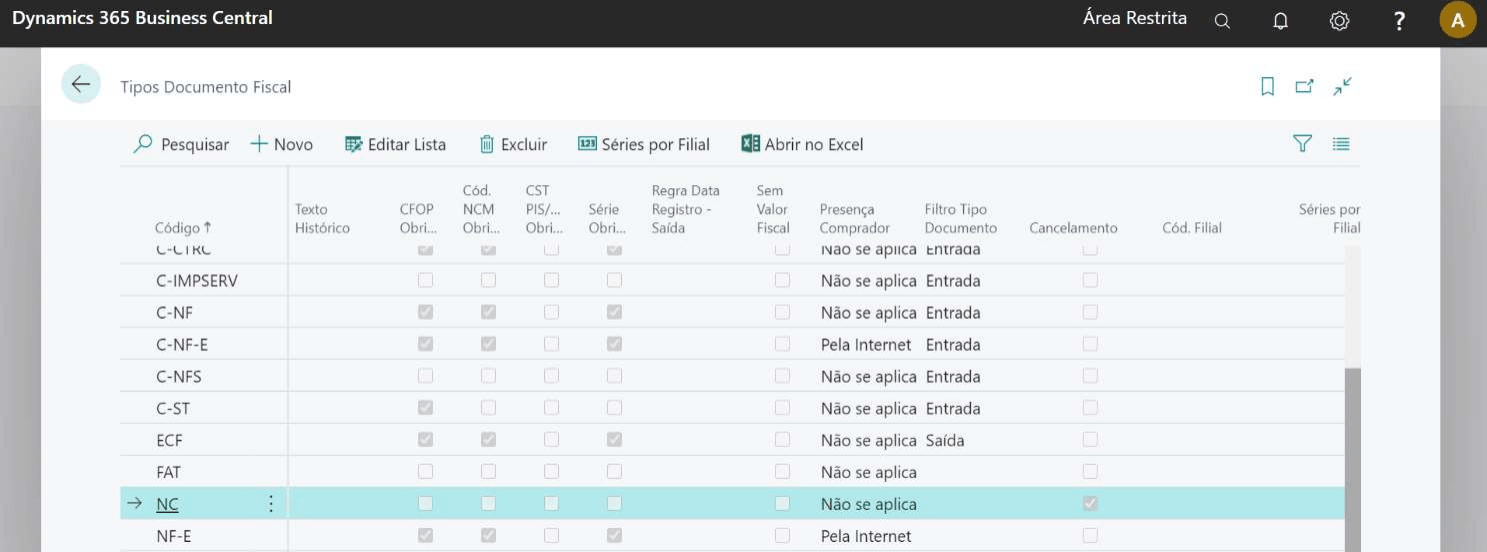 Dynamics 365 Business Central
Área Restrita
?
A
Tipos Documento Fiscal
Pesquisar
Novo
Editar Lista
Excluir
Séries por Filial
Abrir no Excel
Código
Texto Histórico
CFOP Obri...
Cód. NCM Obri...
CST PIS/... Obri...
Série Obri...
Regra Data Registro - Saída
Sem Valor Fiscal
Presença Comprador
Filtro Tipo Documento
Cancelamento
Cód. Filial
Séries por Filial
C-CTRC Não se aplica Entrada
C-IMPSERV Não se aplica Entrada
C-NF Não se aplica Entrada
C-NF-E Pela Internet Entrada
C-NFS Não se aplica Entrada
C-ST Não se aplica Entrada
ECF Não se aplica Saída
FAT Não se aplica
NC Não se aplica
NF-E Pela Internet